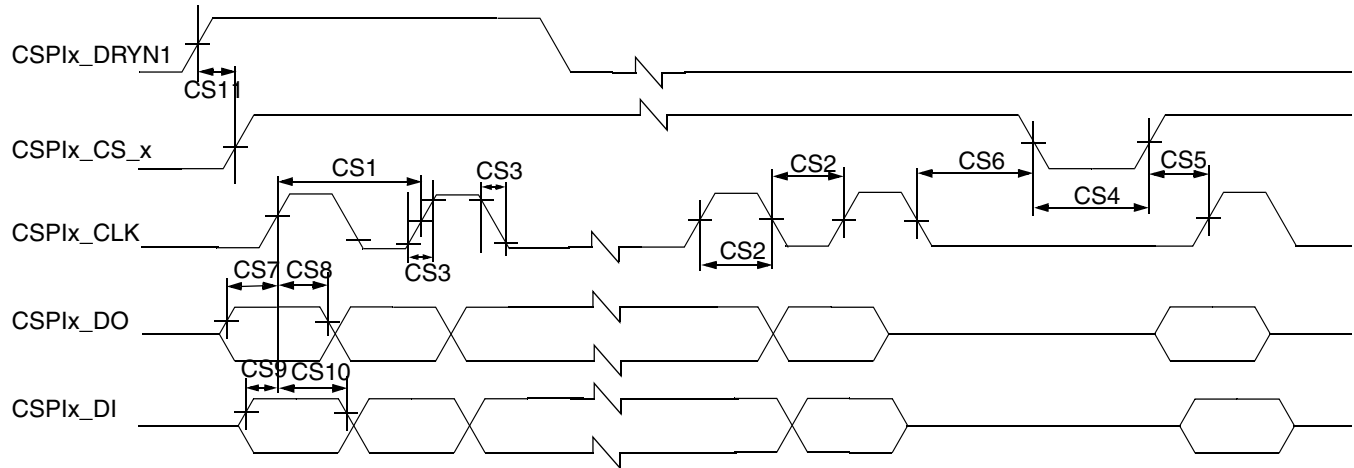 CSPIx_DRYN1
CS11
CSPIx_CS_x
CS1
CS3
CS2
CS6
CS5
CS4
CSPIx_CLK
CS3
CS2
CS7
CS8
CSPIx_DO
CS9
CS10
CSPIx_DI